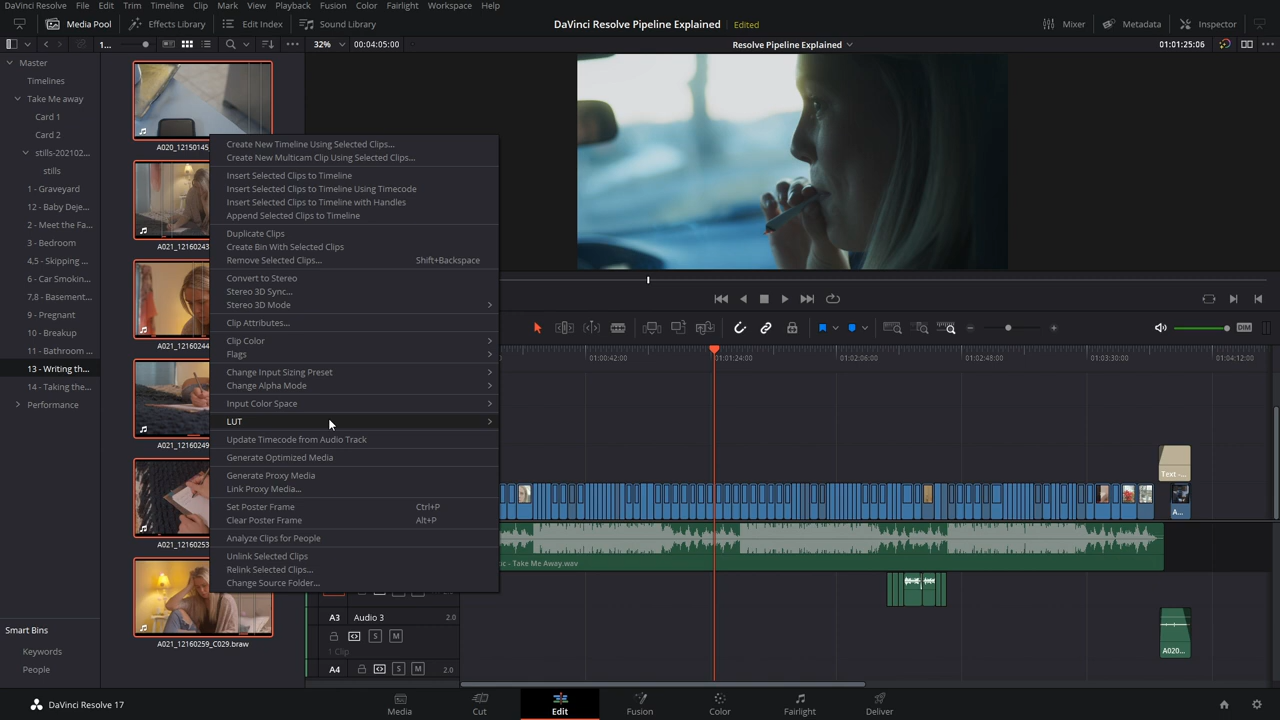 DaVinci Resolve File Edit Trim Timeline Clip Mark View Playback Fusion Color Fairlight Workspace Help
Media Pool Effects Library Edit Index Sound Library DaVinci Resolve Pipeline Explained Edited Mixer Metadata Inspector
1... 32% 00:04:05:00 Resolve Pipeline Explained 01:01:25:06
Master
Timelines
Take Me away
Card 1
Card 2
stills-202102...
stills
1 - Graveyard
12 - Baby Deje...
2 - Meet the Fa...
3 - Bedroom
4,5 - Skipping ...
6 - Car Smokin...
7,8 - Basement...
9 - Pregnant
10 - Breakup
11 - Bathroom ...
13 - Writing th...
14 - Taking the...
Performance
Smart Bins
Keywords
People
A020_12150145_
A021_12160243
A021_12160244
A021_12160249
A021_12160253
A021_12160259_C029.braw
Create New Timeline Using Selected Clips...
Create New Multicam Clip Using Selected Clips...
Insert Selected Clips to Timeline
Insert Selected Clips to Timeline Using Timecode
Insert Selected Clips to Timeline with Handles
Append Selected Clips to Timeline
Duplicate Clips
Create Bin With Selected Clips
Remove Selected Clips... Shift+Backspace
Convert to Stereo
Stereo 3D Sync...
Stereo 3D Mode
Clip Attributes...
Clip Color
Flags
Change Input Sizing Preset
Change Alpha Mode
Input Color Space
LUT
Update Timecode from Audio Track
Generate Optimized Media
Generate Proxy Media
Link Proxy Media...
Set Poster Frame Ctrl+P
Clear Poster Frame Alt+P
Analyze Clips for People
Unlink Selected Clips
Relink Selected Clips...
Change Source Folder...
DIM
01:00:42:00 01:01:24:00 01:02:06:00 01:02:48:00 01:03:30:00 01:04:12:00
Text -...
A...
c - Take Me Away.wav
A3 Audio 3 2.0
S M
1 Clip
A020...
A4 S M 2.0
DaVinci Resolve 17 Media Cut Edit Fusion Color Fairlight Deliver